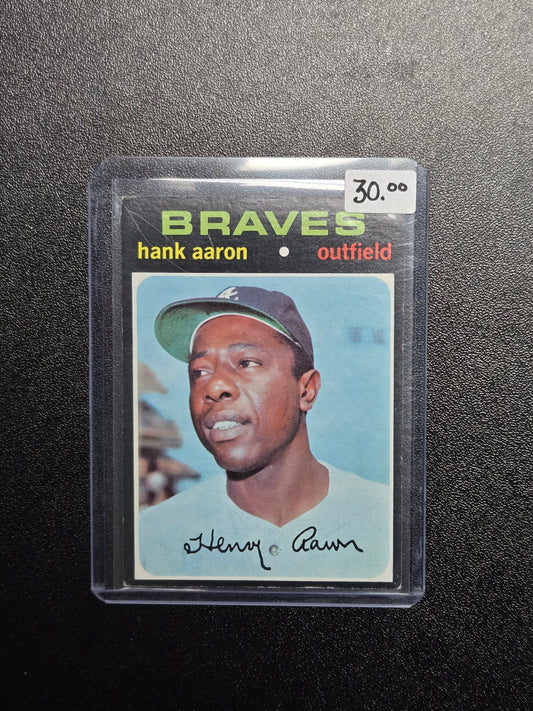 30.00
BRAVES
hank aaron • outfield
A
Henry Aaron